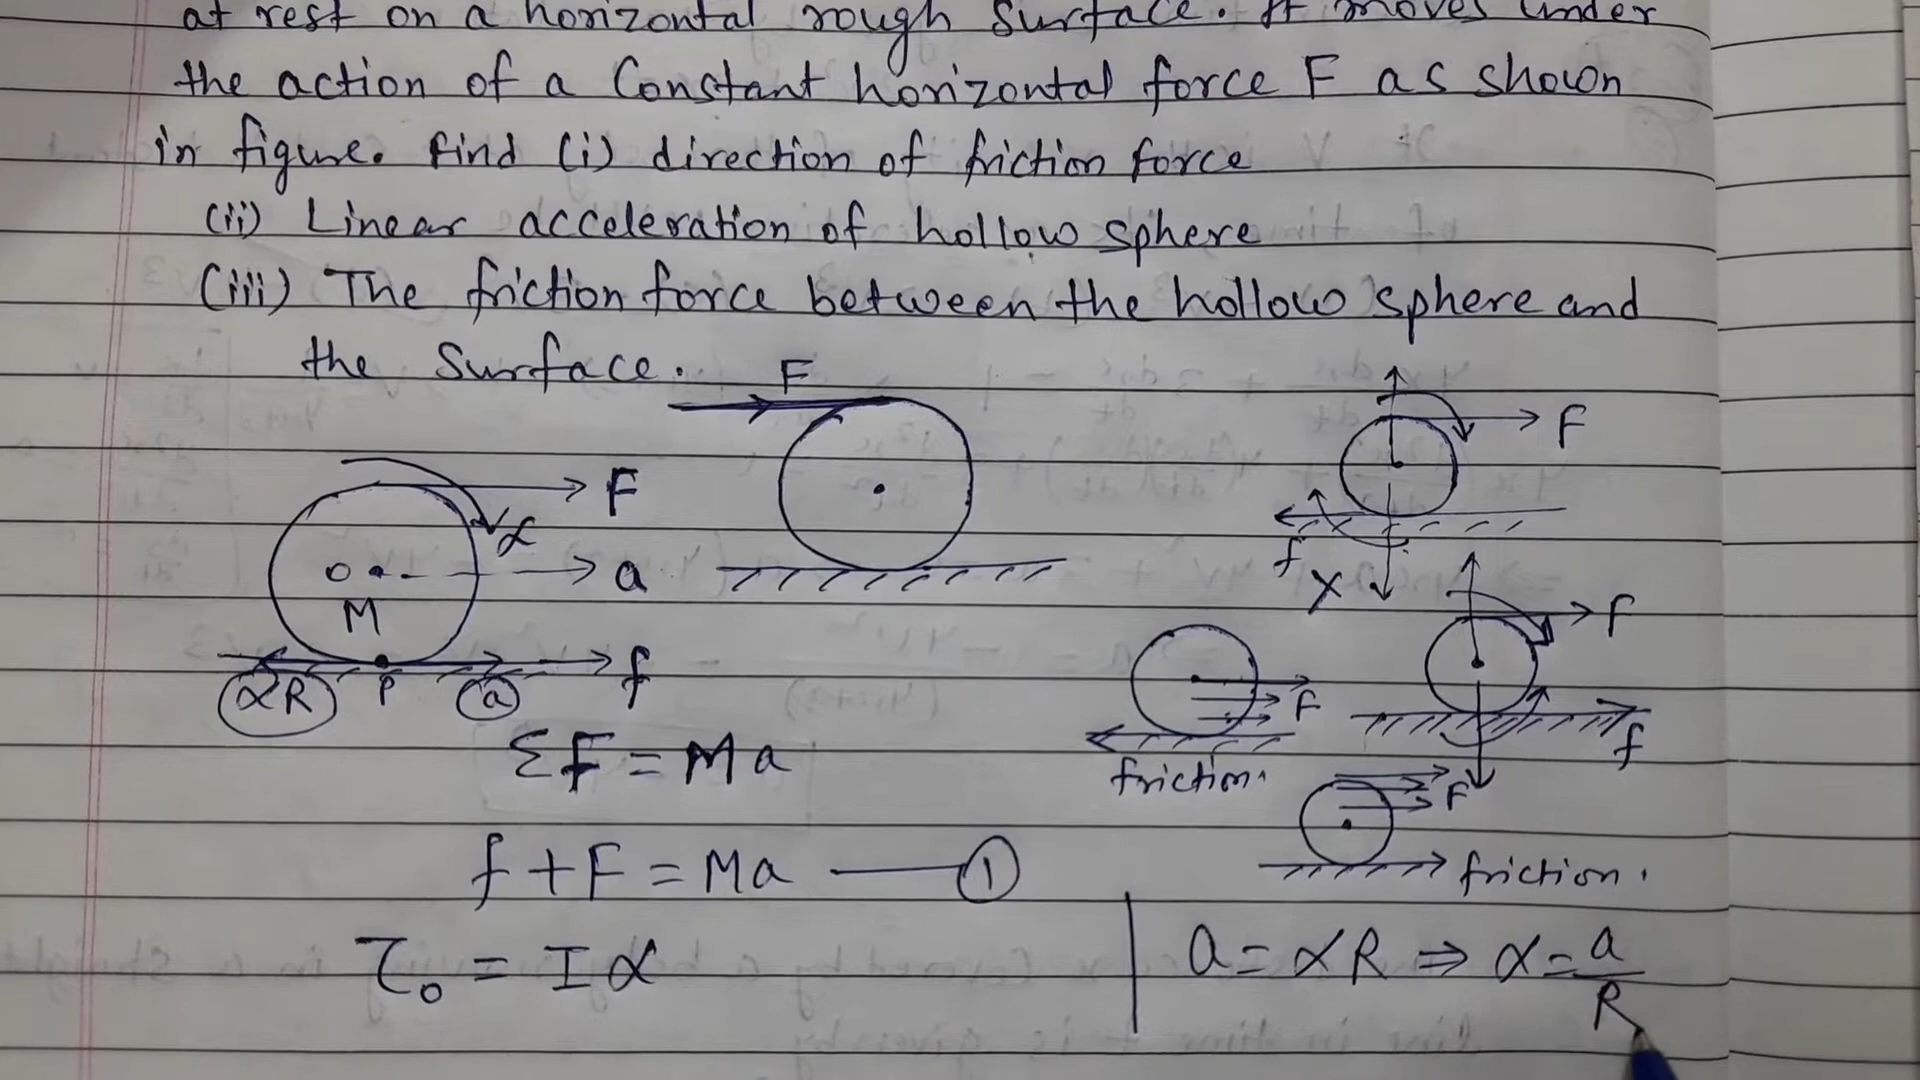 at rest on a horizontal rough surface. It moves under
the action of a Constant horizontal force F as shown
in figure. find (i) direction of friction force
(ii) Linear acceleration of hollow sphere
(iii) The friction force between the hollow sphere and
the Surface.
F
F
F
α
O
a
M
f
X
F
αR
P
a
f
F
f
friction.
F
friction.
ΣF = Ma
f + F = Ma — ①
τ₀ = Iα
a = αR ⇒ α = a/R